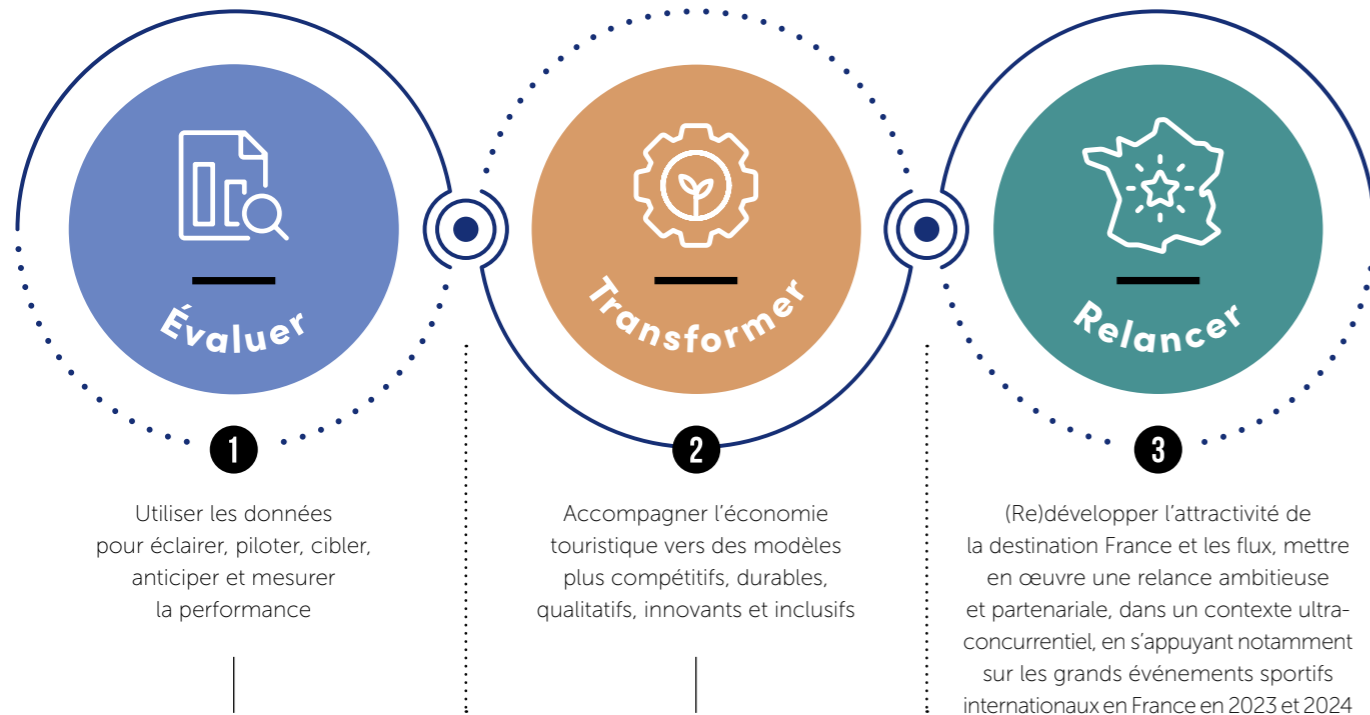 Évaluer
1
Utiliser les données
pour éclairer, piloter, cibler,
anticiper et mesurer
la performance
Transformer
2
Accompagner l'économie
touristique vers des modèles
plus compétitifs, durables,
qualitatifs, innovants et inclusifs
Relancer
3
(Re)développer l'attractivité de
la destination France et les flux, mettre
en œuvre une relance ambitieuse
et partenariale, dans un contexte ultra-
concurrentiel, en s'appuyant notamment
sur les grands événements sportifs
internationaux en France en 2023 et 2024